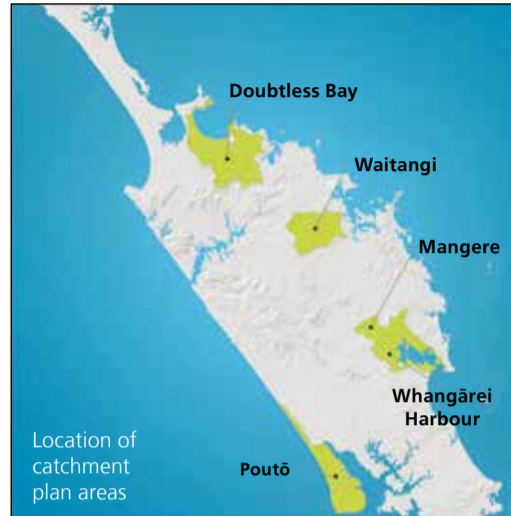 Doubtless Bay
Waitangi
Mangere
Whangārei
Harbour
Poutō
Location of
catchment
plan areas